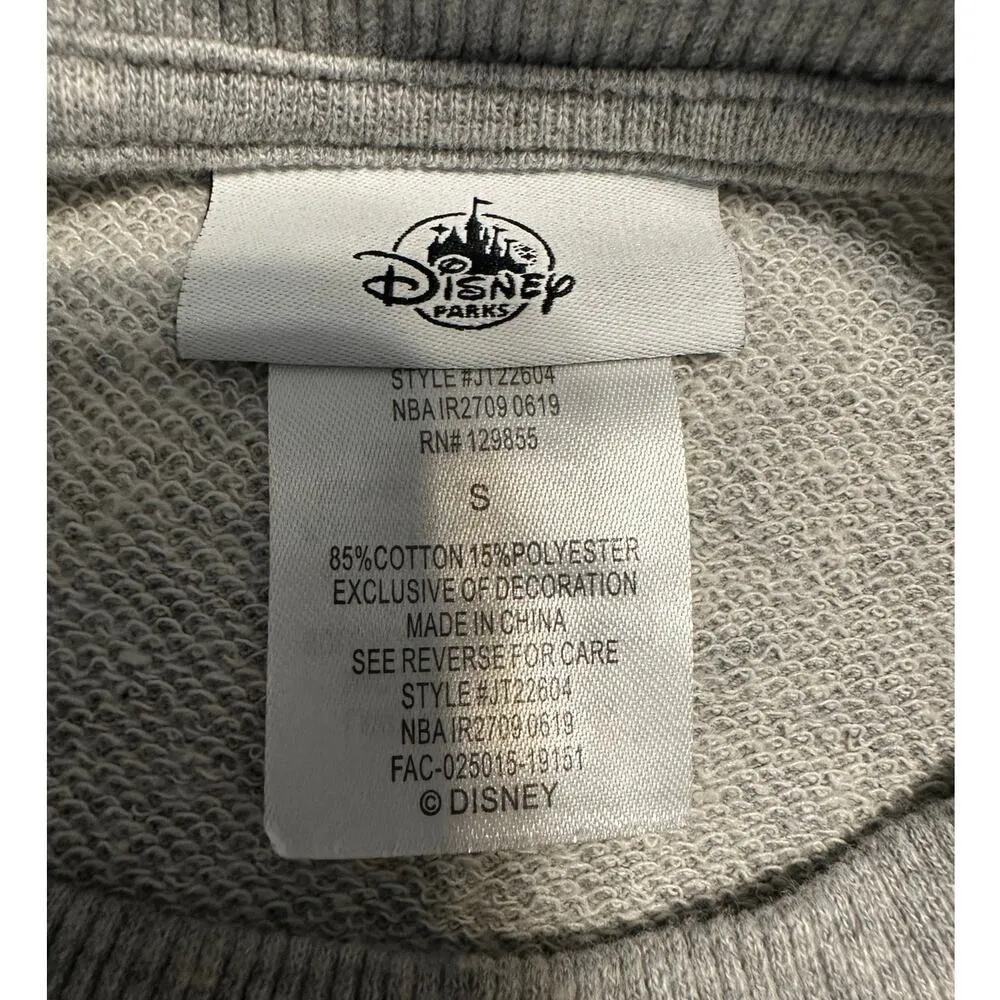 Disney
PARKS
STYLE #JT22604
NBA IR2709 0619
RN# 129855
S
85%COTTON 15%POLYESTER
EXCLUSIVE OF DECORATION
MADE IN CHINA
SEE REVERSE FOR CARE
STYLE #JT22604
NBA IR2709 0619
FAC-025015-19151
© DISNEY